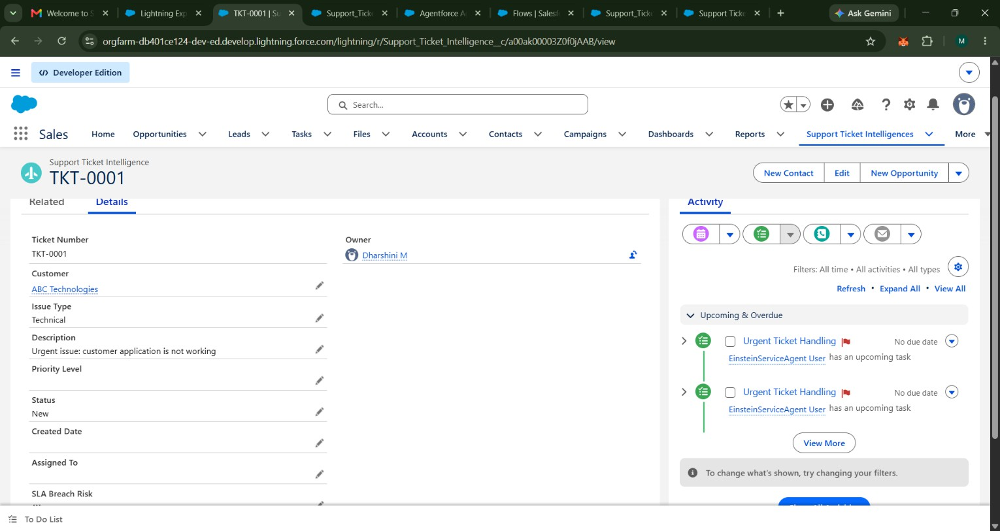 Welcome to S
Lightning Exp
TKT-0001 | Su
Support_Ticke
Agentforce A
Flows | Salesf
Support_Ticke
Support Ticke
Ask Gemini
orgfarm-db401ce124-dev-ed.develop.lightning.force.com/lightning/r/Support_Ticket_Intelligence__c/a00ak00003Z0f0jAAB/view
M
Developer Edition
Search...
Sales
Home
Opportunities
Leads
Tasks
Files
Accounts
Contacts
Campaigns
Dashboards
Reports
Support Ticket Intelligences
More
Support Ticket Intelligence
TKT-0001
New Contact
Edit
New Opportunity
Related
Details
Ticket Number
TKT-0001
Owner
Dharshini M
Customer
ABC Technologies
Issue Type
Technical
Description
Urgent issue: customer application is not working
Priority Level
Status
New
Created Date
Assigned To
SLA Breach Risk
Activity
Filters: All time • All activities • All types
Refresh • Expand All • View All
Upcoming & Overdue
Urgent Ticket Handling
No due date
EinsteinServiceAgent User has an upcoming task
Urgent Ticket Handling
No due date
EinsteinServiceAgent User has an upcoming task
View More
To change what's shown, try changing your filters.
To Do List